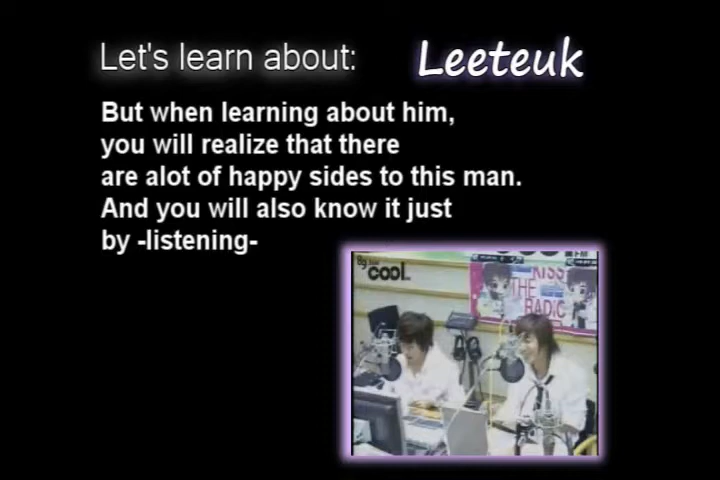 Let's learn about: Leeteuk
But when learning about him,
you will realize that there
are alot of happy sides to this man.
And you will also know it just
by -listening-
cool
KISS
THE
RADIO